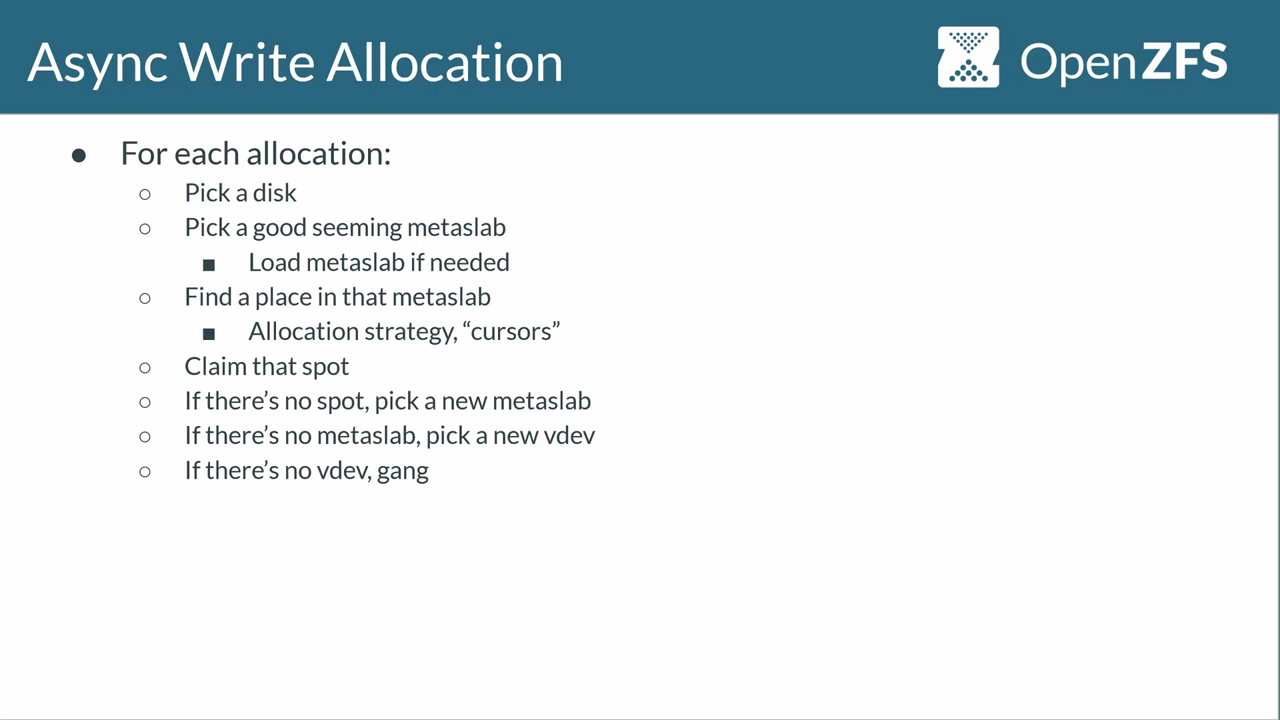 Async Write Allocation
OpenZFS
● For each allocation:
○ Pick a disk
○ Pick a good seeming metaslab
■ Load metaslab if needed
○ Find a place in that metaslab
■ Allocation strategy, “cursors”
○ Claim that spot
○ If there’s no spot, pick a new metaslab
○ If there’s no metaslab, pick a new vdev
○ If there’s no vdev, gang